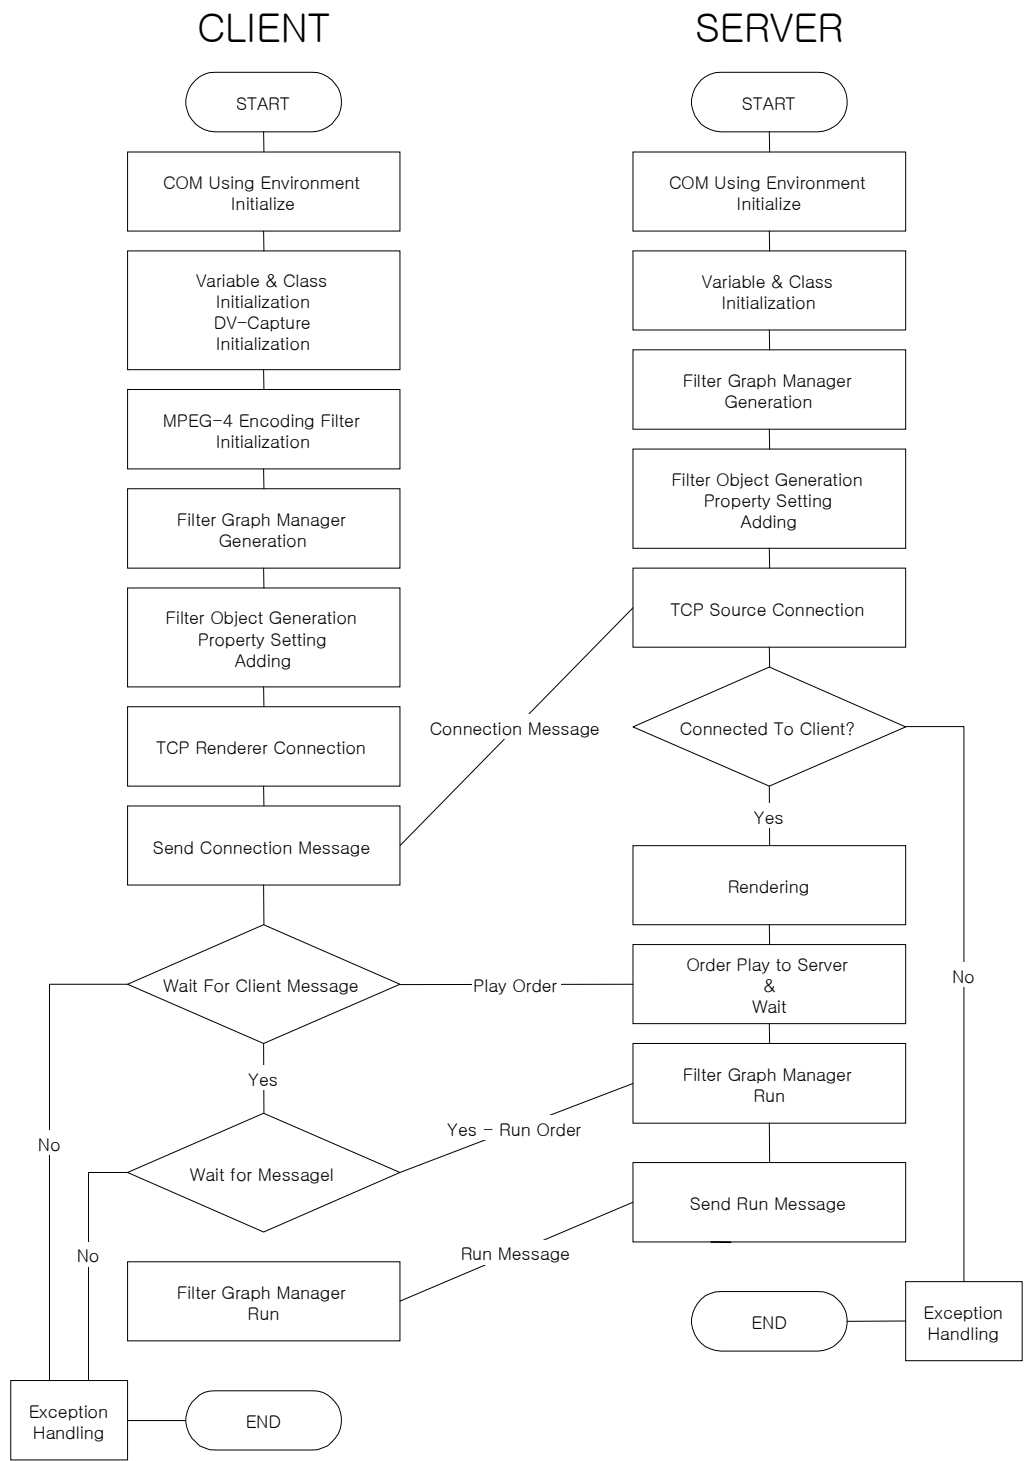 CLIENT
START
COM Using Environment
Initialize
Variable & Class
Initialization
DV-Capture
Initialization
MPEG-4 Encoding Filter
Initialization
Filter Graph Manager
Generation
Filter Object Generation
Property Setting
Adding
TCP Renderer Connection
Send Connection Message
Wait For Client Message
Yes
No
Wait for Messagel
No
Filter Graph Manager
Run
Exception
Handling
END
Connection Message
Play Order
Yes - Run Order
Run Message
SERVER
START
COM Using Environment
Initialize
Variable & Class
Initialization
Filter Graph Manager
Generation
Filter Object Generation
Property Setting
Adding
TCP Source Connection
Connected To Client?
Yes
Rendering
Order Play to Server
&
Wait
No
Filter Graph Manager
Run
Send Run Message
Exception
Handling
END